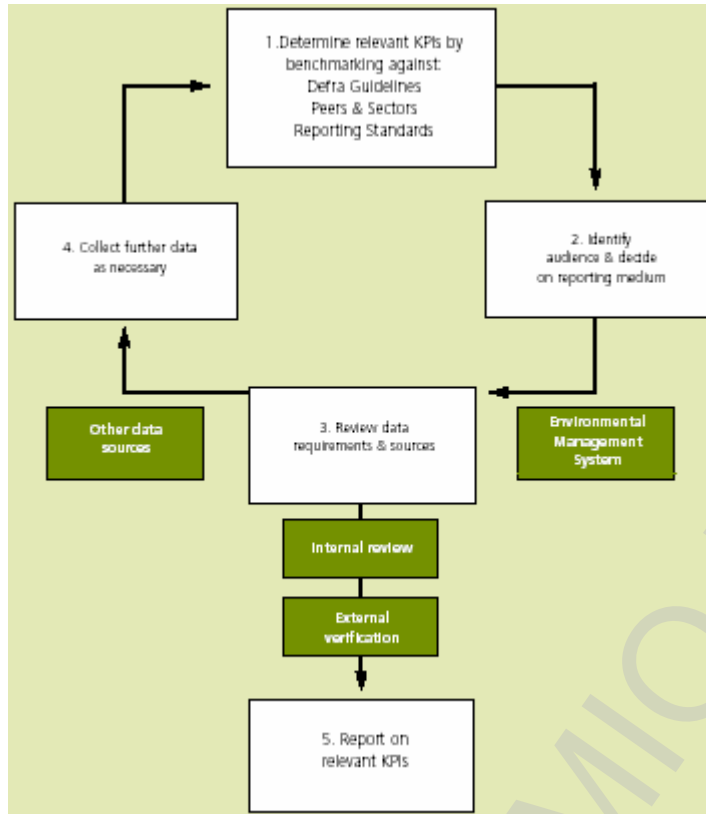 1.Determine relevant KPIs by
benchmarking against:
Defra Guidelines
Peers & Sectors
Reporting Standards
2. Identify
audience & decide
on reporting medium
4. Collect further data
as necessary
3. Review data
requirements & sources
Other data
sources
Environmental
Management
System
Internal review
External
verification
5. Report on
relevant KPIs